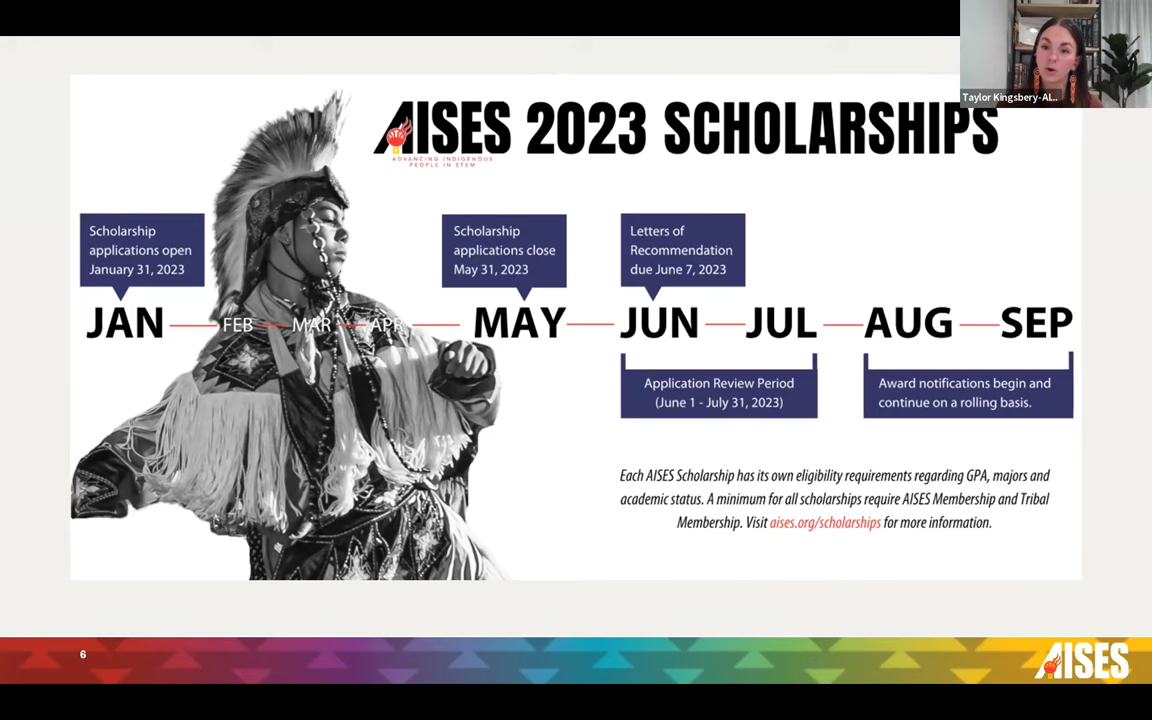 Taylor Kingsbery-AI...
AISES 2023 SCHOLARSHIPS
ADVANCING INDIGENOUS
PEOPLE IN STEM
Scholarship
applications open
January 31, 2023
Scholarship
applications close
May 31, 2023
Letters of
Recommendation
due June 7, 2023
JAN FEB MAR APR MAY JUN JUL AUG SEP
Application Review Period
(June 1 - July 31, 2023)
Award notifications begin and
continue on a rolling basis.
Each AISES Scholarship has its own eligibility requirements regarding GPA, majors and
academic status. A minimum for all scholarships require AISES Membership and Tribal
Membership. Visit aises.org/scholarships for more information.
6
AISES